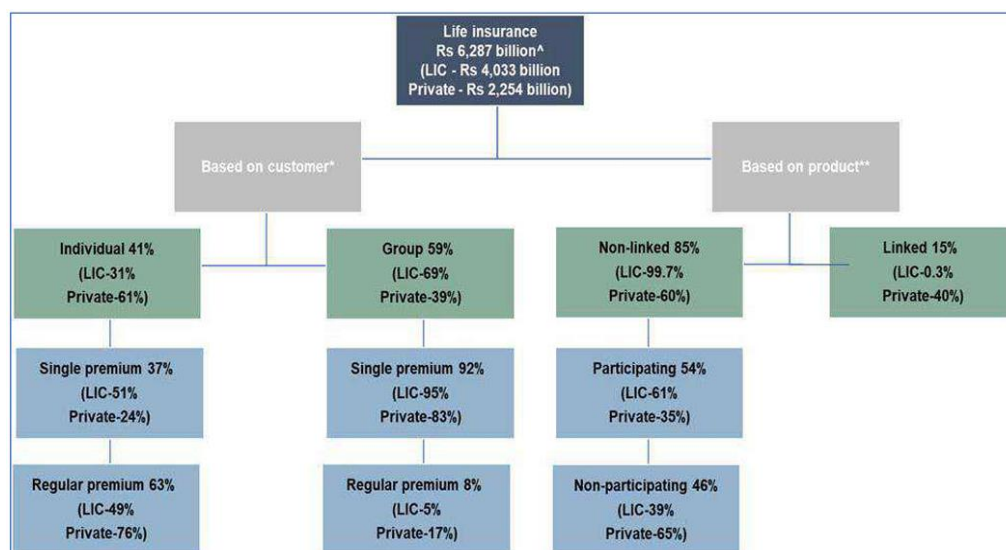 Life insurance
Rs 6,287 billion^
(LIC - Rs 4,033 billion
Private - Rs 2,254 billion)
Based on customer*
Based on product**
Individual 41%
(LIC-31%
Private-61%)
Group 59%
(LIC-69%
Private-39%)
Non-linked 85%
(LIC-99.7%
Private-60%)
Linked 15%
(LIC-0.3%
Private-40%)
Single premium 37%
(LIC-51%
Private-24%)
Single premium 92%
(LIC-95%
Private-83%)
Participating 54%
(LIC-61%
Private-35%)
Regular premium 63%
(LIC-49%
Private-76%)
Regular premium 8%
(LIC-5%
Private-17%)
Non-participating 46%
(LIC-39%
Private-65%)